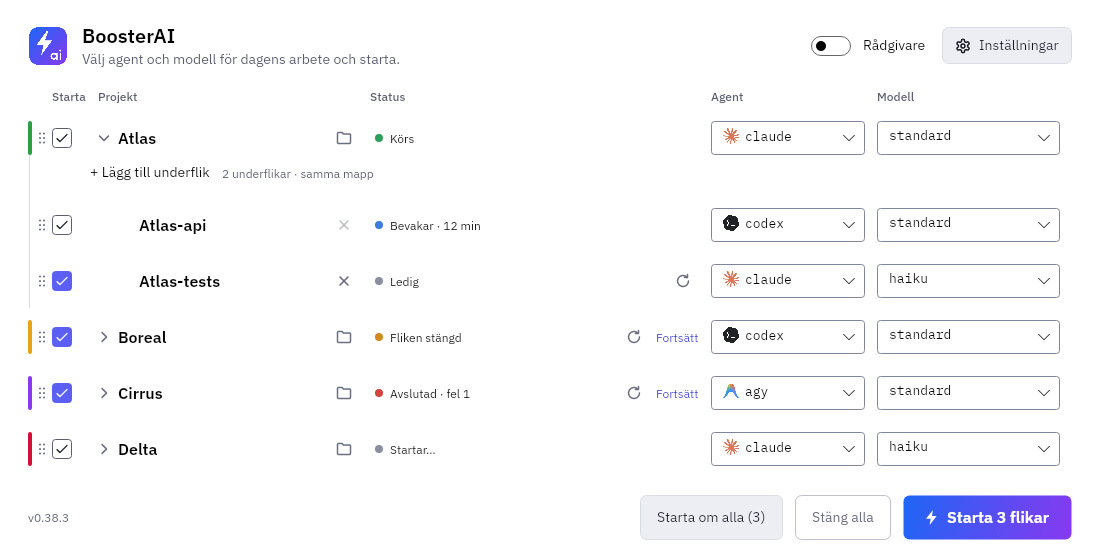 ai
BoosterAI
Välj agent och modell för dagens arbete och starta.
Rådgivare
Inställningar
Starta Projekt Status Agent Modell
Atlas Körs claude standard
+ Lägg till underflik 2 underflikar · samma mapp
Atlas-api Bevakar · 12 min codex standard
Atlas-tests Ledig claude haiku
Boreal Fliken stängd Fortsätt codex standard
Cirrus Avslutad · fel 1 Fortsätt agy standard
Delta Startar... claude haiku
v0.38.3 Starta om alla (3) Stäng alla Starta 3 flikar